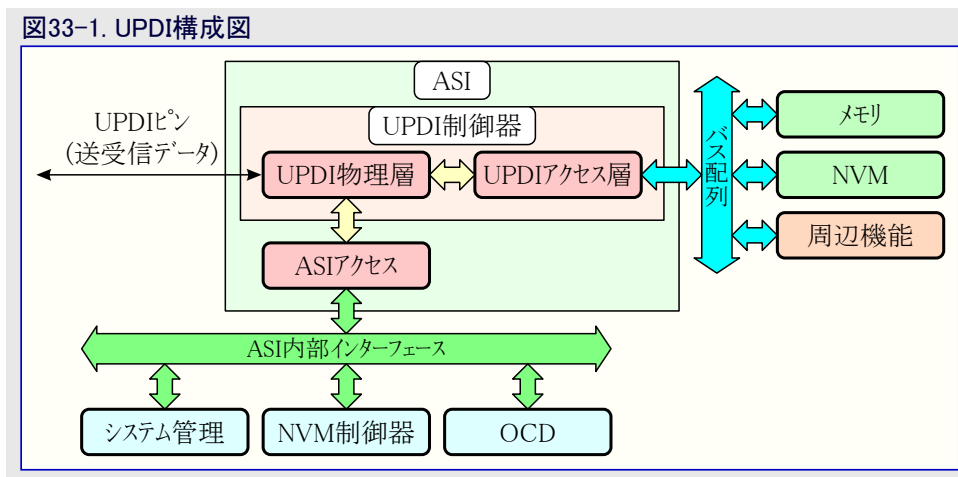 図33-1. UPDI構成図
ASI
UPDIピン
(送受信データ)
UPDI制御器
UPDI物理層
UPDIアクセス層
バス配列
メモリ
NVM
周辺機能
ASIアクセス
ASI内部インターフェース
システム管理
NVM制御器
OCD